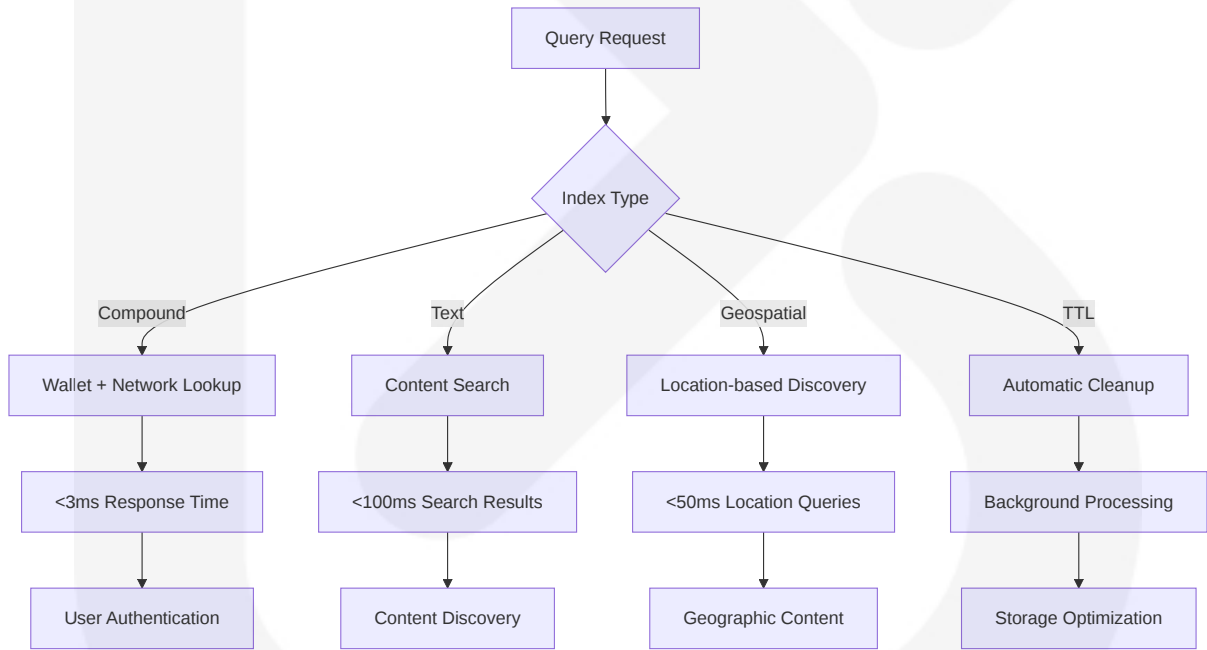 Query Request
Index Type
Compound
Text
Geospatial
TTL
Wallet + Network Lookup
Content Search
Location-based Discovery
Automatic Cleanup
<3ms Response Time
<100ms Search Results
<50ms Location Queries
Background Processing
User Authentication
Content Discovery
Geographic Content
Storage Optimization